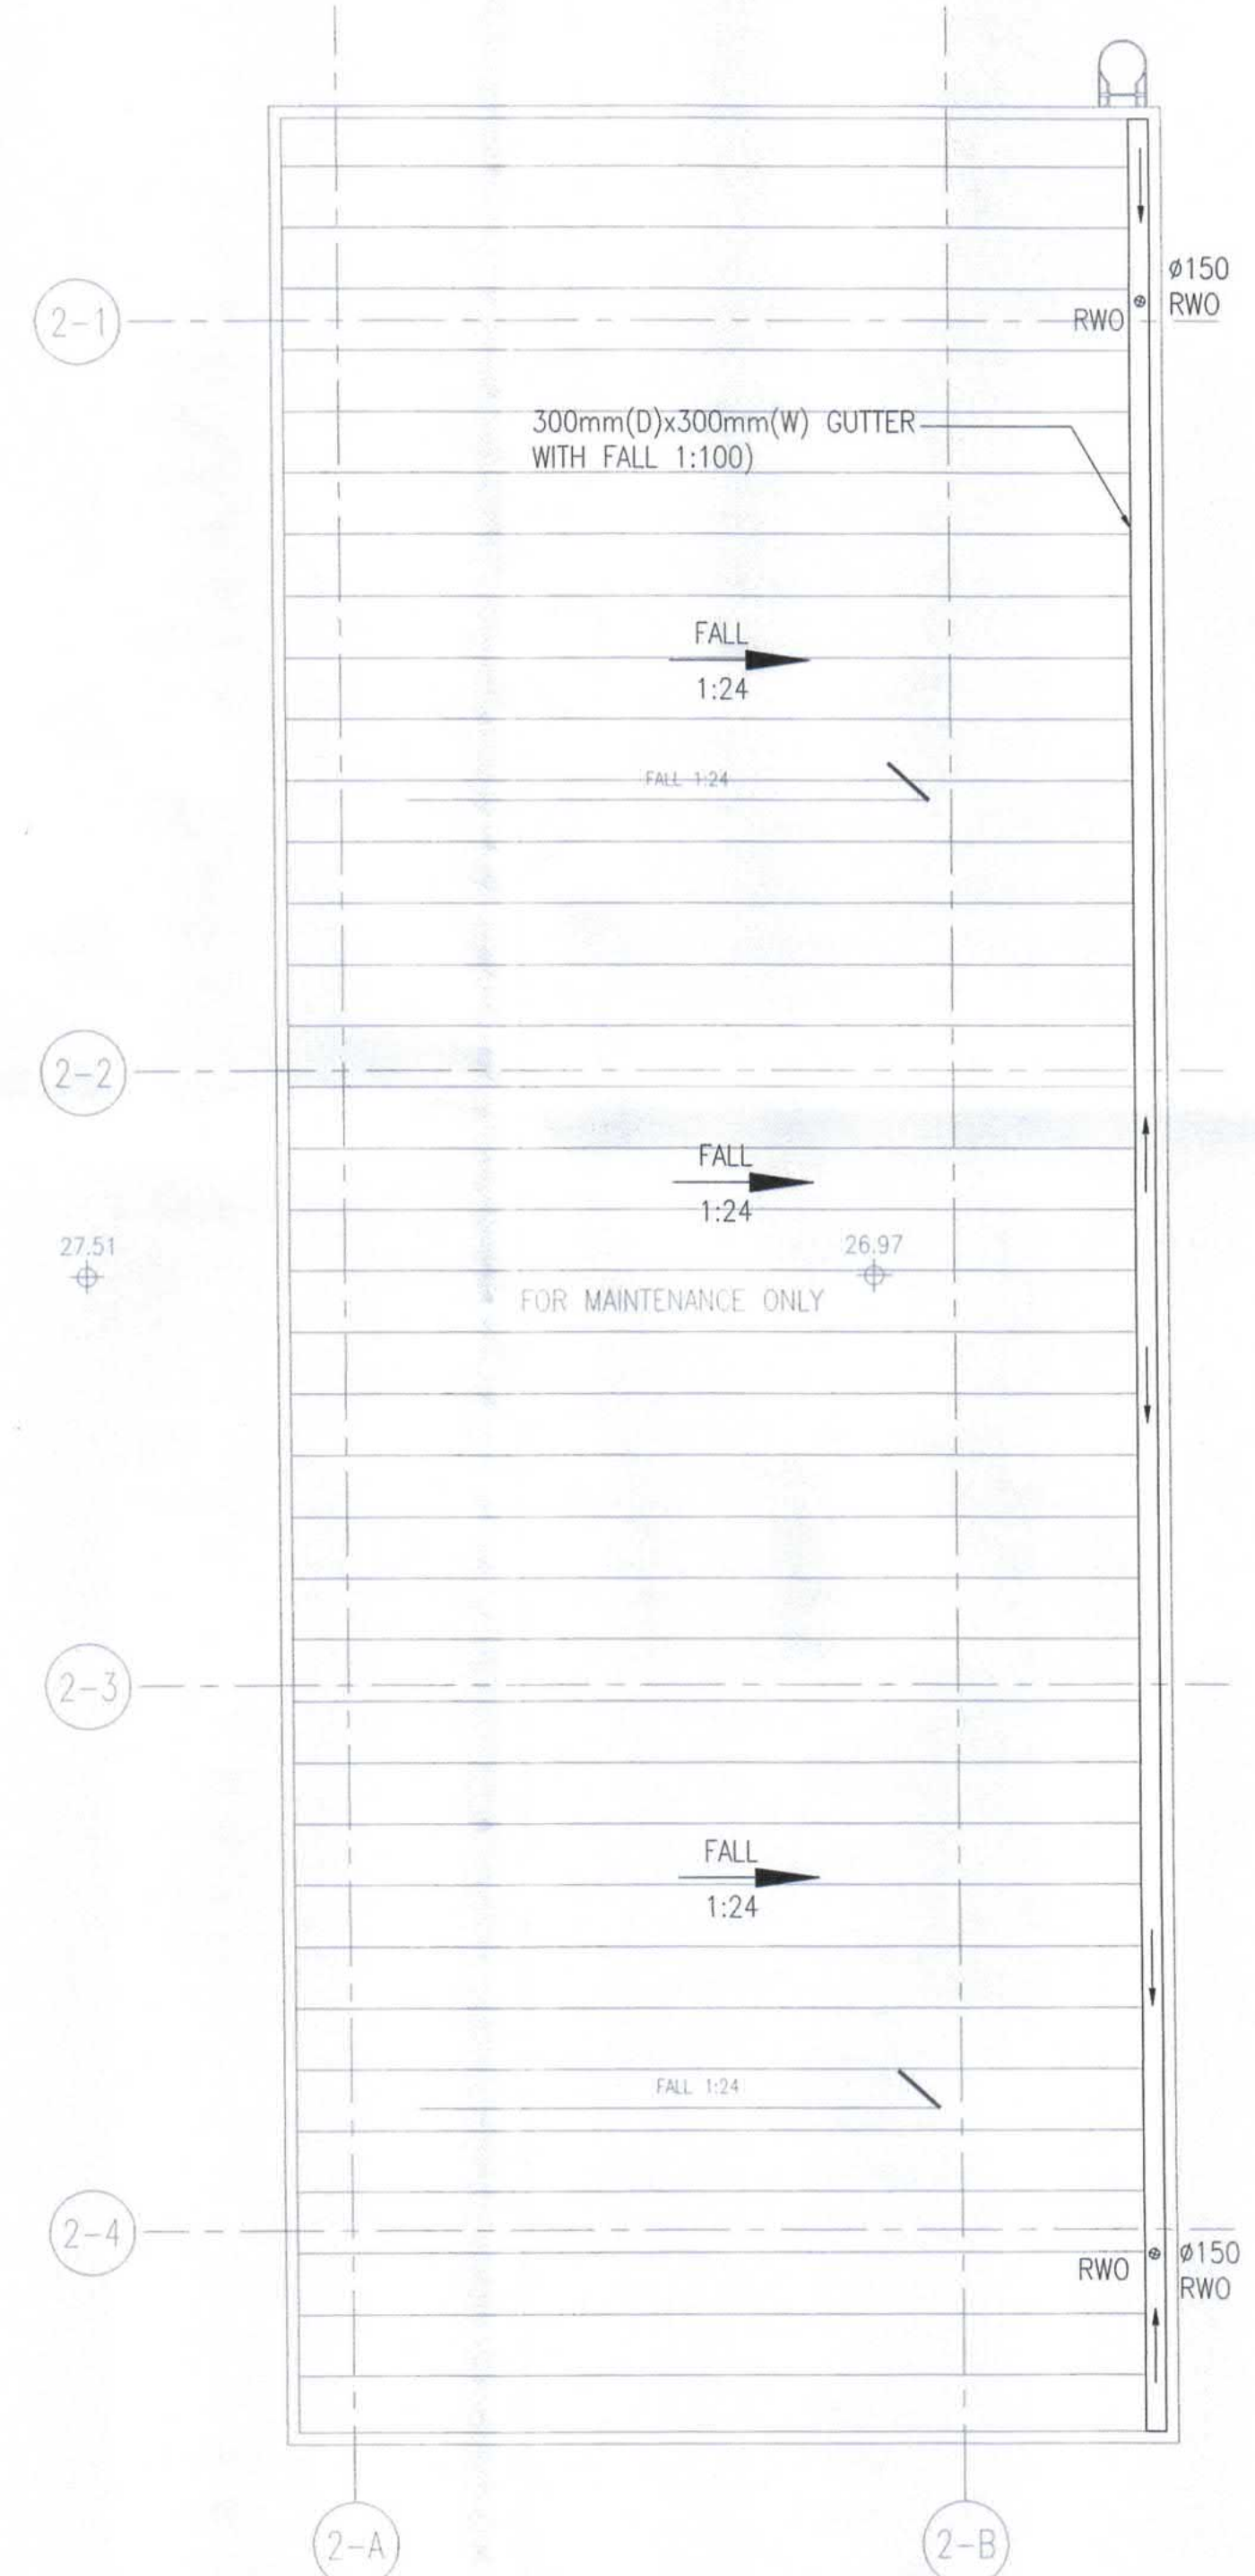 2-1
RWO
ø150
RWO
300mm(D)x300mm(W) GUTTER
WITH FALL 1:100)
FALL
1:24
FALL 1:24
2-2
FALL
1:24
27.51
26.97
FOR MAINTENANCE ONLY
2-3
FALL
1:24
FALL 1:24
2-4
RWO
ø150
RWO
2-A
2-B